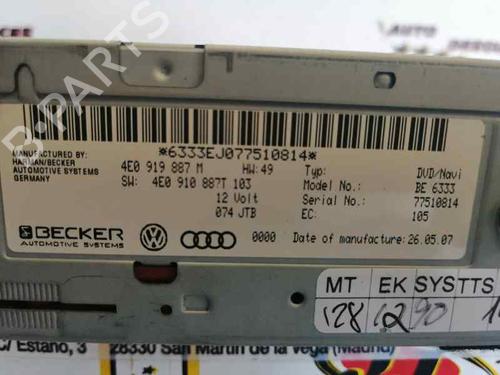 *6333EJ077510814*
MANUFACTURED BY:
HARMAN/BECKER
AUTOMOTIVE SYSTEMS
GERMANY
4E0 919 887 M HW: 49 Typ: DVD/Navi
SW: 4E0 910 887T 103 Model No.: BE 6333
12 Volt Serial No.: 77510814
074 JTB EC: 105
BECKER
AUTOMOTIVE SYSTEMS
0000 Date of manufacture: 26.05.07
MT EK SYS TTS
128 1290
C/ Estaño, 3 28330 San Martin de la Vega (Madrid)
B-PARTS